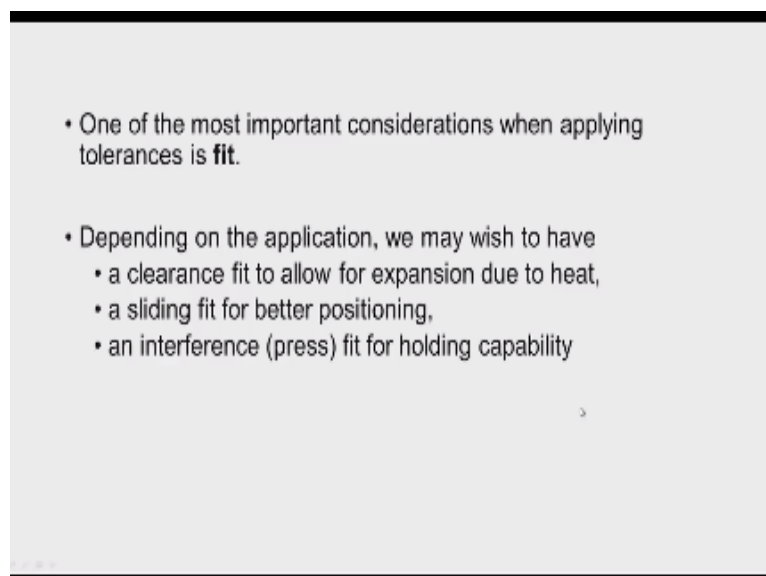 • One of the most important considerations when applying
tolerances is fit.
• Depending on the application, we may wish to have
• a clearance fit to allow for expansion due to heat,
• a sliding fit for better positioning,
• an interference (press) fit for holding capability